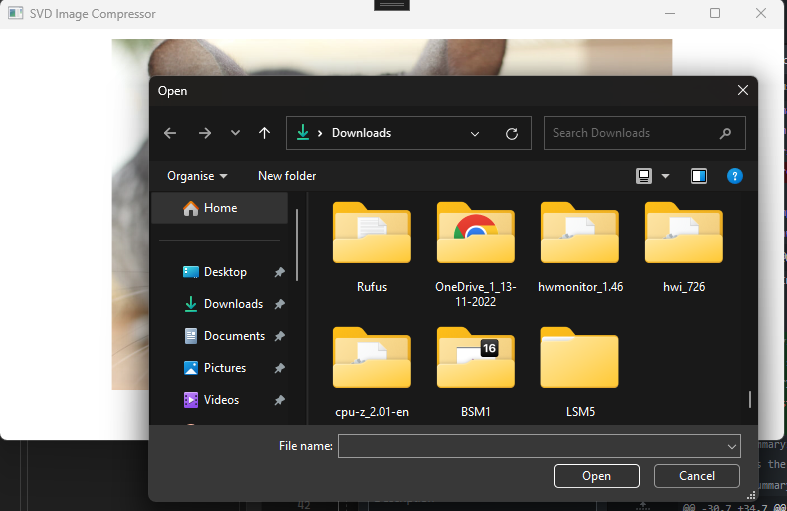 SVD Image Compressor
Open
Downloads
Search Downloads
Organise
New folder
Home
Desktop
Downloads
Documents
Pictures
Videos
Rufus
OneDrive_1_13-
11-2022
hwmonitor_1.46
hwi_726
cpu-z_2.01-en
16
BSM1
LSM5
File name:
Open
Cancel
42
@@ -30,7 +34,7 @@